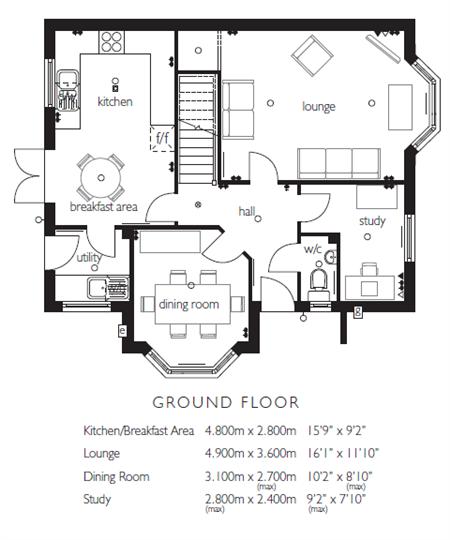 kitchen
lounge
f/f
breakfast area
hall
study
utility
w/c
dining room
e
g
GROUND FLOOR
Kitchen/Breakfast Area 4.800m x 2.800m 15'9" x 9'2"
Lounge 4.900m x 3.600m 16'1" x 11'10"
Dining Room 3.100m x 2.700m 10'2" x 8'10"
(max) (max)
Study 2.800m x 2.400m 9'2" x 7'10"
(max) (max)